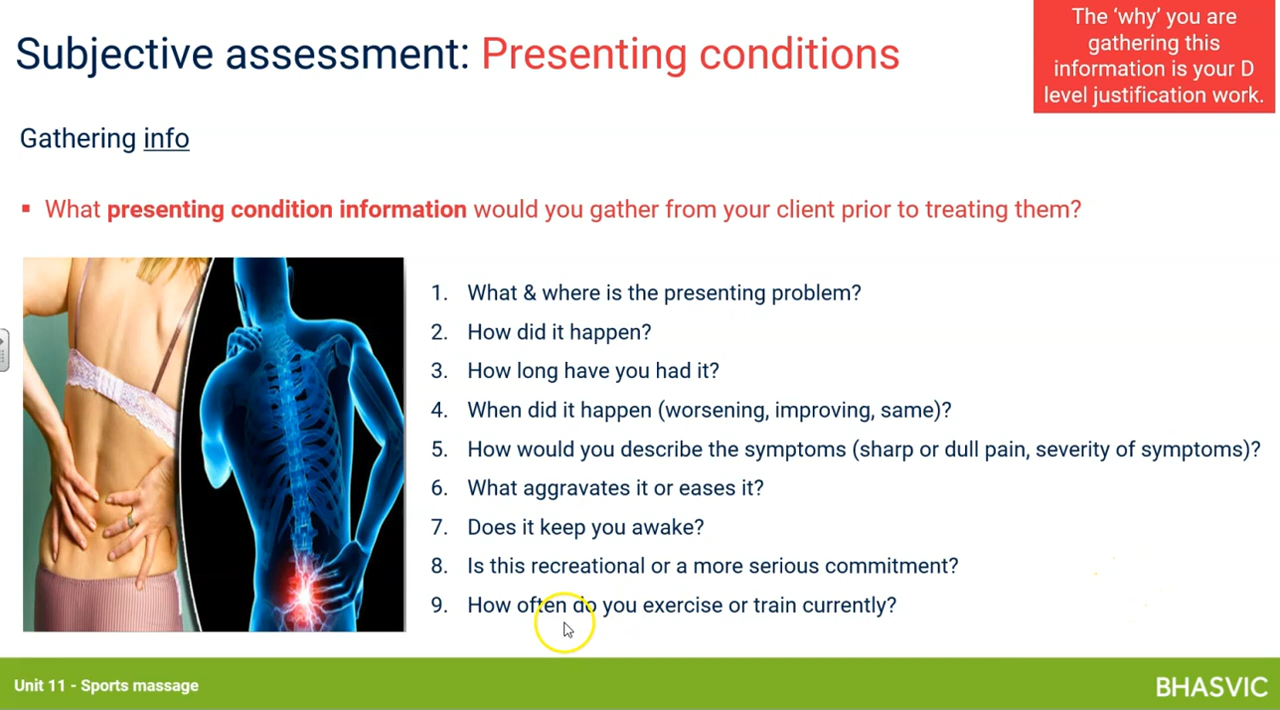 Subjective assessment: Presenting conditions
The 'why' you are
gathering this
information is your D
level justification work.
Gathering info
▪ What presenting condition information would you gather from your client prior to treating them?
1. What & where is the presenting problem?
2. How did it happen?
3. How long have you had it?
4. When did it happen (worsening, improving, same)?
5. How would you describe the symptoms (sharp or dull pain, severity of symptoms)?
6. What aggravates it or eases it?
7. Does it keep you awake?
8. Is this recreational or a more serious commitment?
9. How often do you exercise or train currently?
Unit 11 - Sports massage
BHASVIC